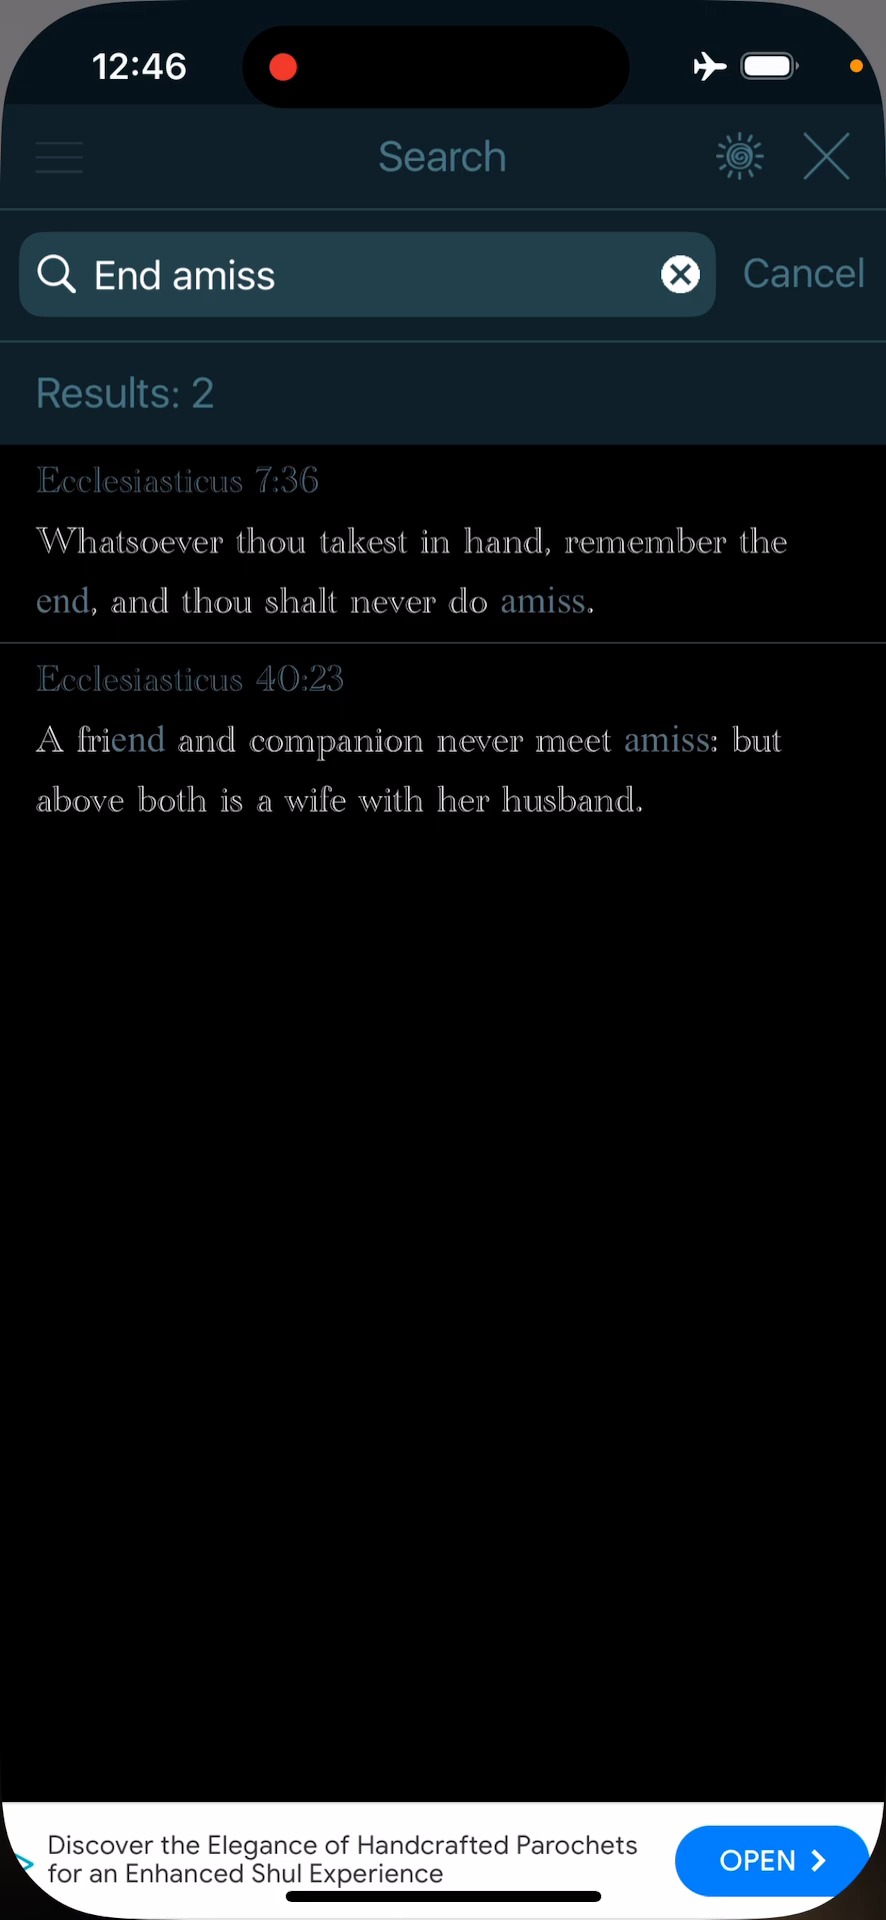 12:46
Search
End amiss
Cancel
Results: 2
Ecclesiasticus 7:36
Whatsoever thou takest in hand, remember the
end, and thou shalt never do amiss.
Ecclesiasticus 40:23
A friend and companion never meet amiss: but
above both is a wife with her husband.
Discover the Elegance of Handcrafted Parochets
for an Enhanced Shul Experience
OPEN